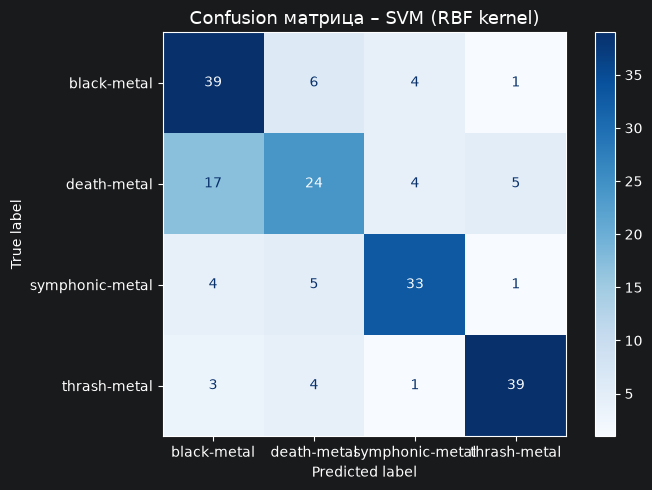 Confusion матрица – SVM (RBF kernel)
True label
black-metal 39 6 4 1
death-metal 17 24 4 5
symphonic-metal 4 5 33 1
thrash-metal 3 4 1 39
black-metal death-metal symphonic-metal thrash-metal
Predicted label
35
30
25
20
15
10
5